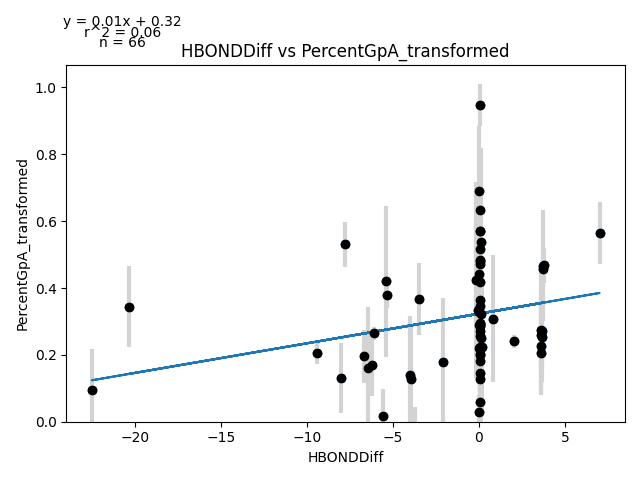 y = 0.01x + 0.32
r^2 = 0.06
n = 66
HBONDDiff vs PercentGpA_transformed
PercentGpA_transformed
1.0
0.8
0.6
0.4
0.2
0.0
−20
−15
−10
−5
0
5
HBONDDiff